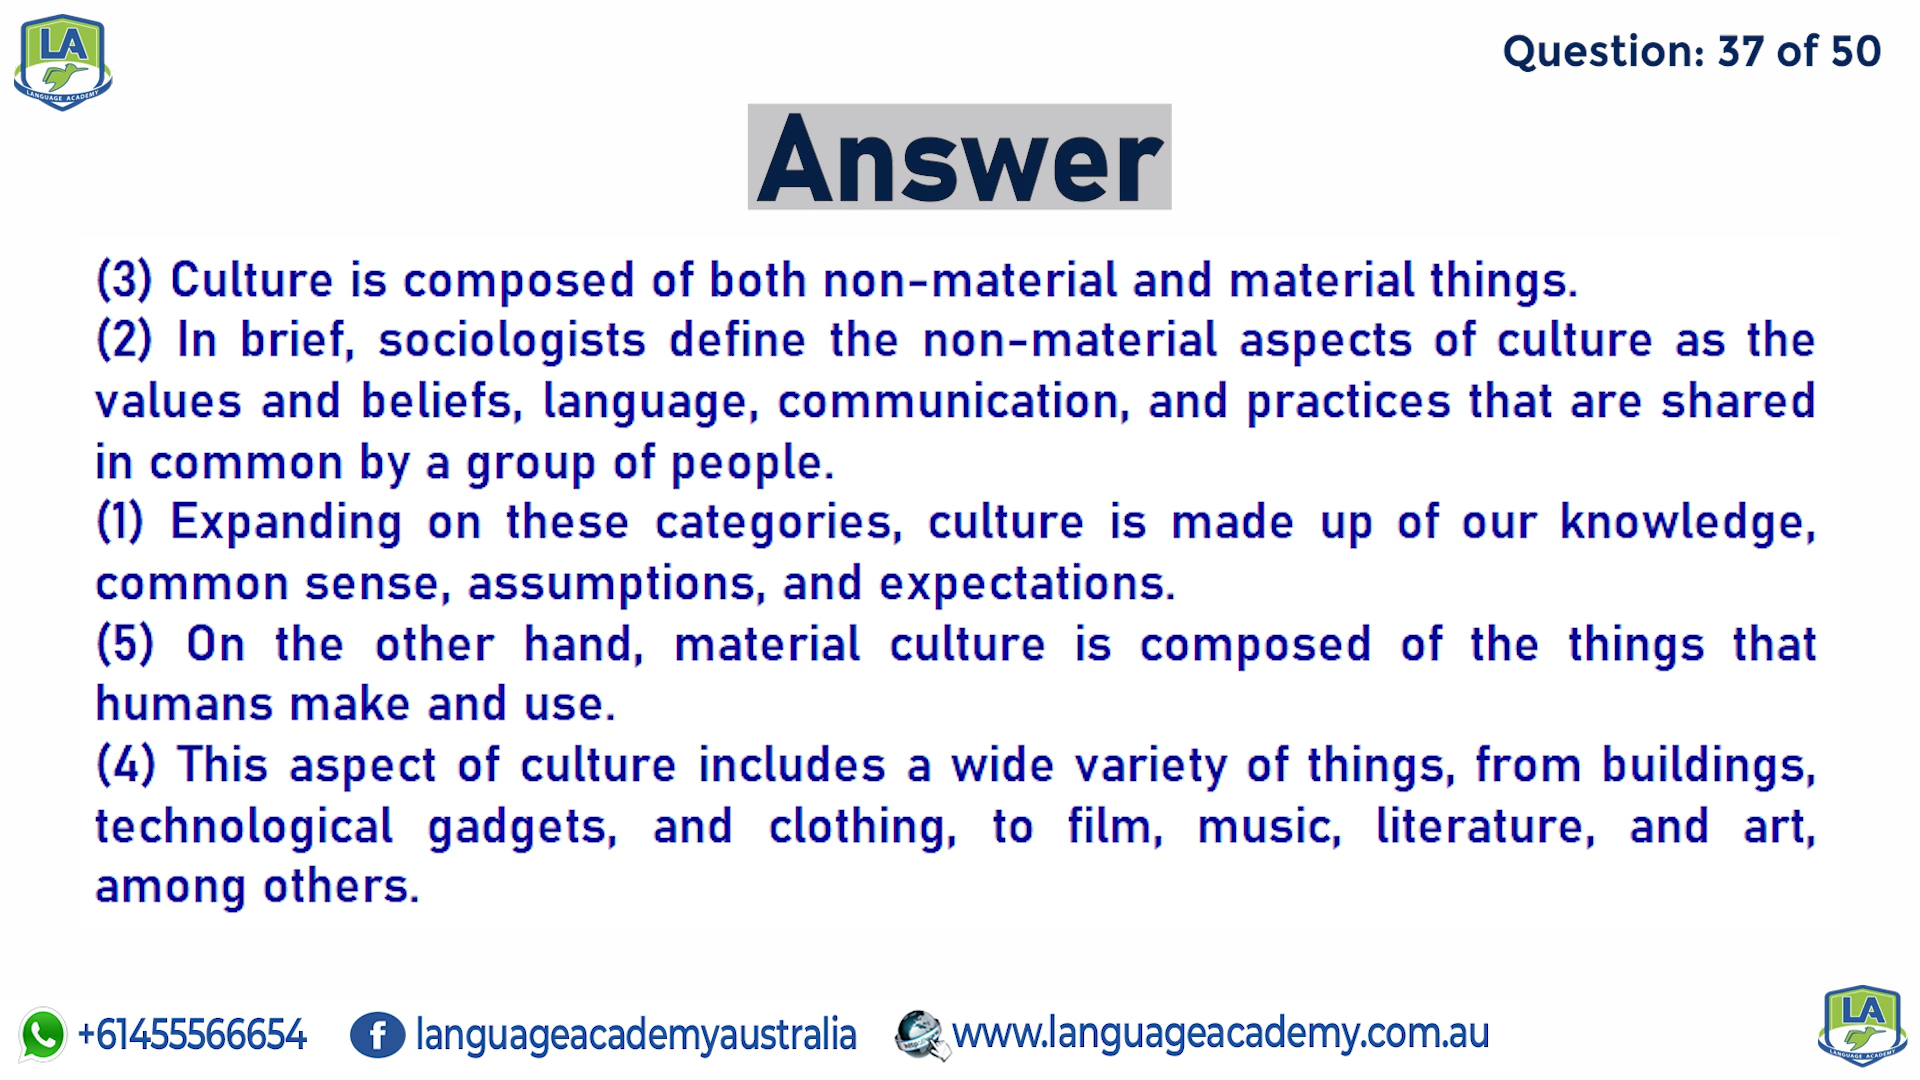 LA
LANGUAGE ACADEMY
Question: 37 of 50
Answer
(3) Culture is composed of both non-material and material things.
(2) In brief, sociologists define the non-material aspects of culture as the
values and beliefs, language, communication, and practices that are shared
in common by a group of people.
(1) Expanding on these categories, culture is made up of our knowledge,
common sense, assumptions, and expectations.
(5) On the other hand, material culture is composed of the things that
humans make and use.
(4) This aspect of culture includes a wide variety of things, from buildings,
technological gadgets, and clothing, to film, music, literature, and art,
among others.
+61455566654 f languageacademyaustralia www.languageacademy.com.au
LA
LANGUAGE ACADEMY